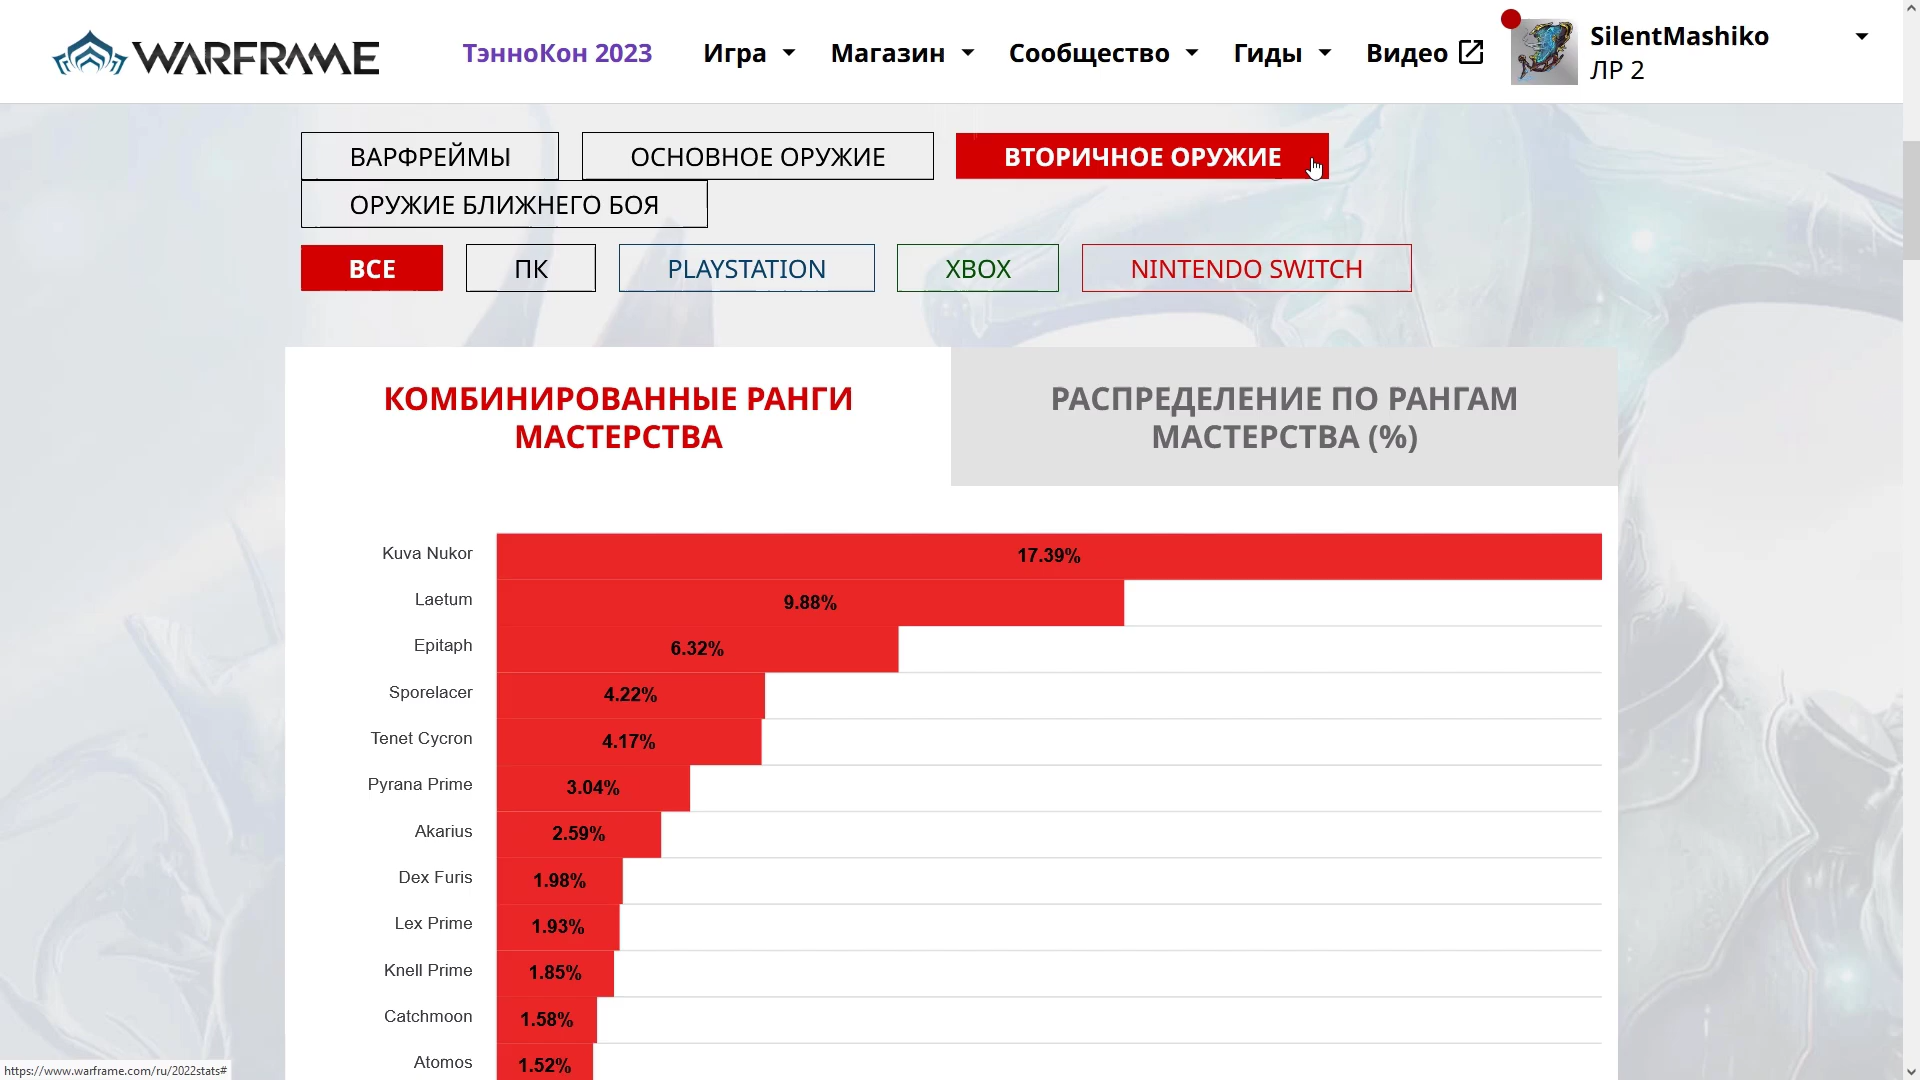 WARFRAME
ТэнноКон 2023
Игра
Магазин
Сообщество
Гиды
Видео
SilentMashiko
ЛР 2
ВАРФРЕЙМЫ
ОСНОВНОЕ ОРУЖИЕ
ВТОРИЧНОЕ ОРУЖИЕ
ОРУЖИЕ БЛИЖНЕГО БОЯ
ВСЕ
ПК
PLAYSTATION
XBOX
NINTENDO SWITCH
КОМБИНИРОВАННЫЕ РАНГИ
МАСТЕРСТВА
РАСПРЕДЕЛЕНИЕ ПО РАНГАМ
МАСТЕРСТВА (%)
Kuva Nukor 17.39%
Laetum 9.88%
Epitaph 6.32%
Sporelacer 4.22%
Tenet Cycron 4.17%
Pyrana Prime 3.04%
Akarius 2.59%
Dex Furis 1.98%
Lex Prime 1.93%
Knell Prime 1.85%
Catchmoon 1.58%
Atomos 1.52%
https://www.warframe.com/ru/2022stats#